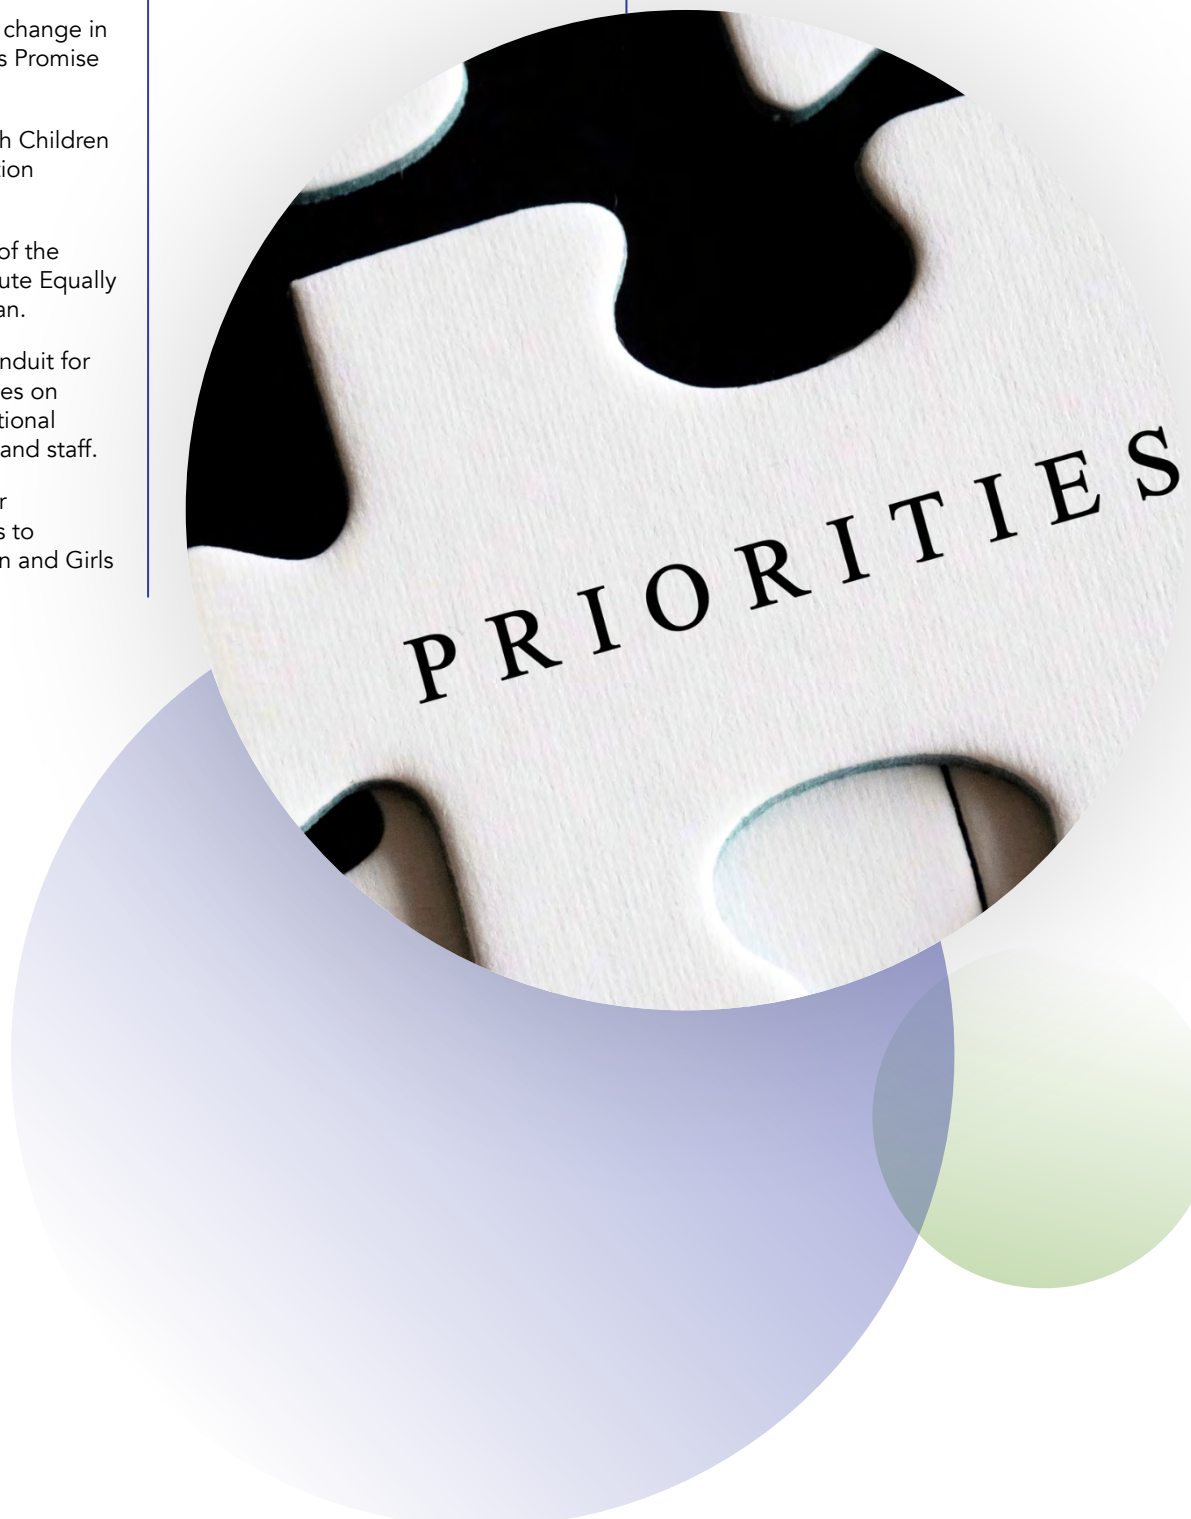 change in
s Promise
h Children
tion
of the
ute Equally
an.
nduit for
es on
tional
and staff.
r
s to
n and Girls
PRIORITIES